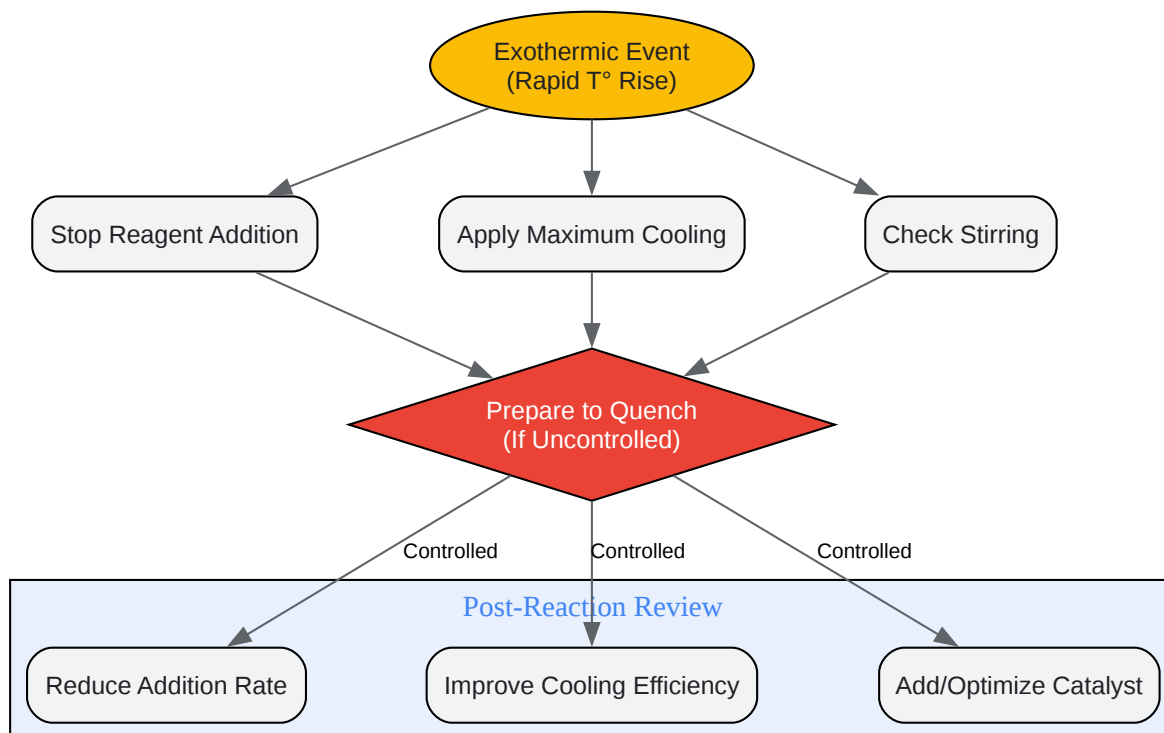 Exothermic Event
(Rapid T° Rise)
Stop Reagent Addition
Apply Maximum Cooling
Check Stirring
Prepare to Quench
(If Uncontrolled)
Controlled
Controlled
Controlled
Post-Reaction Review
Reduce Addition Rate
Improve Cooling Efficiency
Add/Optimize Catalyst